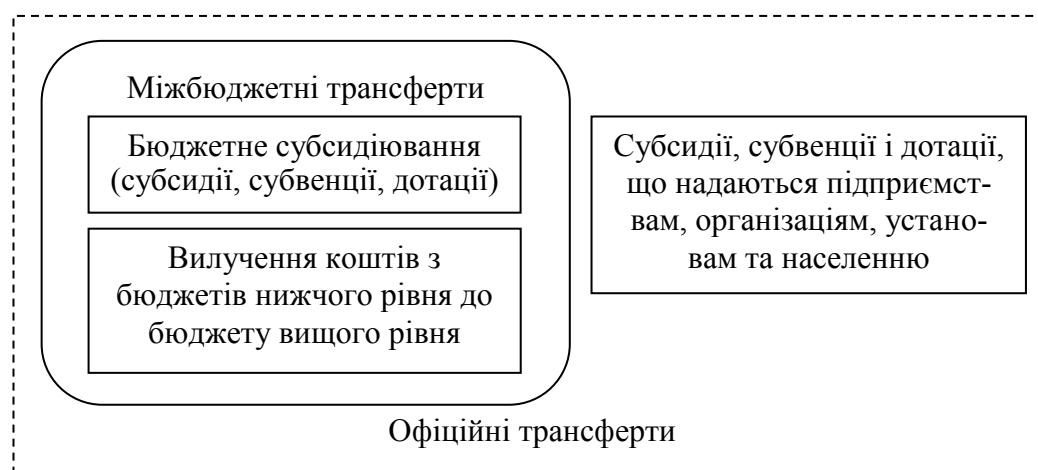 Міжбюджетні трансферти
Бюджетне субсидіювання
(субсидії, субвенції, дотації)
Вилучення коштів з
бюджетів нижчого рівня до
бюджету вищого рівня
Субсидії, субвенції і дотації,
що надаються підприємст-
вам, організаціям, устано-
вам та населенню
Офіційні трансферти